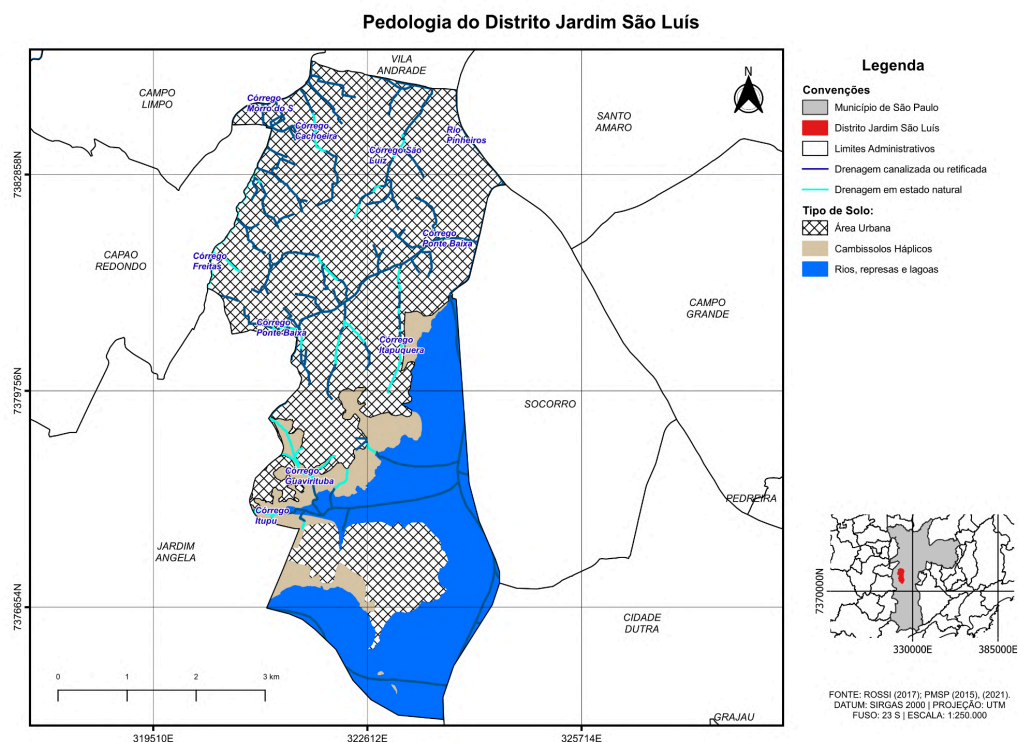 Pedologia do Distrito Jardim São Luís
VILA
ANDRADE
CAMPO
LIMPO
SANTO
AMARO
Córrego
Morro do S
Córrego
Cachoeira
Córrego São
Luiz
Rio
Pinheiros
Córrego
Ponte Baixa
CAPAO
REDONDO
Córrego
Freitas
CAMPO
GRANDE
Córrego
Ponte Baixa
Córrego
Itapuquera
SOCORRO
Córrego
Guavirituba
Córrego
Itupu
PEDREIRA
JARDIM
ANGELA
CIDADE
DUTRA
GRAJAU
N
7382858N
7379756N
7376654N
319510E
322612E
325714E
0
1
2
3 km
Legenda
Convenções
Município de São Paulo
Distrito Jardim São Luís
Limites Administrativos
Drenagem canalizada ou retificada
Drenagem em estado natural
Tipo de Solo:
Área Urbana
Cambissolos Háplicos
Rios, represas e lagoas
7370000N
330000E
385000E
FONTE: ROSSI (2017); PMSP (2015), (2021).
DATUM: SIRGAS 2000 | PROJEÇÃO: UTM
FUSO: 23 S | ESCALA: 1:250.000